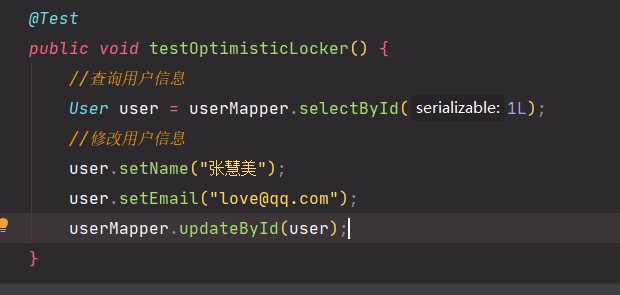 @Test
public void testOptimisticLocker() {
//查询用户信息
User user = userMapper.selectById( serializable: 1L);
//修改用户信息
user.setName("张慧美");
user.setEmail("love@qq.com");
userMapper.updateById(user);
}